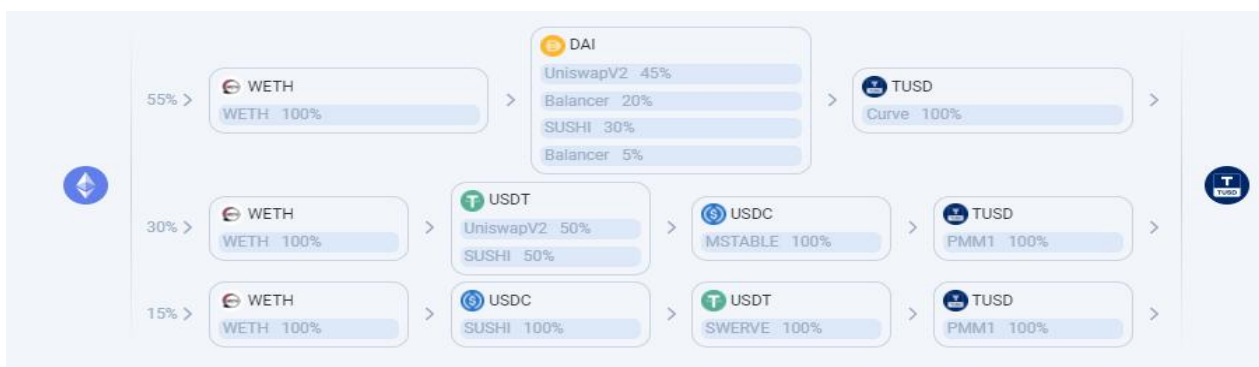 55% >
WETH
WETH 100%
>
DAI
UniswapV2 45%
Balancer 20%
SUSHI 30%
Balancer 5%
>
TUSD
Curve 100%
>
30% >
WETH
WETH 100%
>
USDT
UniswapV2 50%
SUSHI 50%
>
USDC
MSTABLE 100%
>
TUSD
PMM1 100%
>
15% >
WETH
WETH 100%
>
USDC
SUSHI 100%
>
USDT
SWERVE 100%
>
TUSD
PMM1 100%
>
T
TUSD